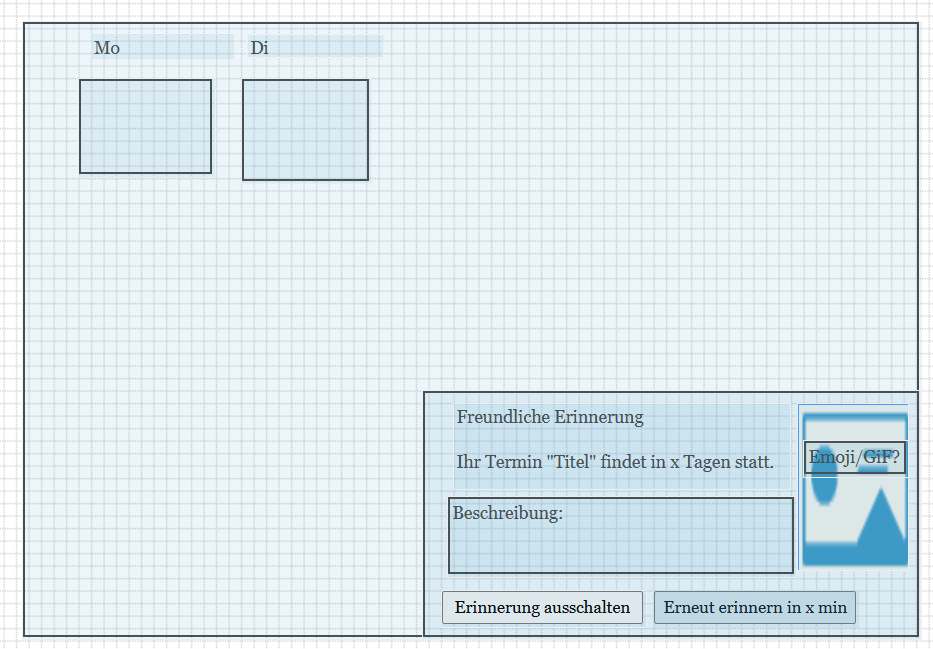 Mo
Di
Freundliche Erinnerung
Ihr Termin "Titel" findet in x Tagen statt.
Emoji/GiF?
Beschreibung:
Erinnerung ausschalten
Erneut erinnern in x min